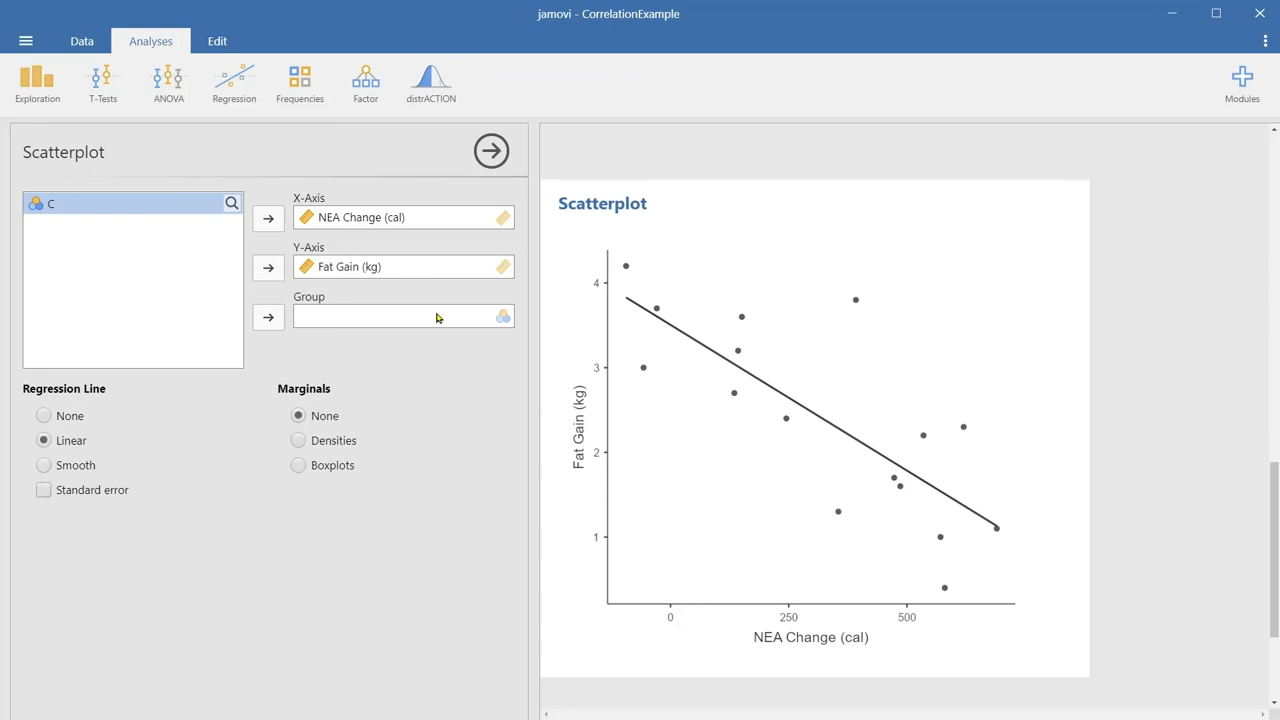 jamovi - CorrelationExample
Data Analyses Edit
Exploration T-Tests ANOVA Regression Frequencies Factor distrACTION Modules
Scatterplot
C
X-Axis
NEA Change (cal)
Y-Axis
Fat Gain (kg)
Group
Regression Line
None
Linear
Smooth
Standard error
Marginals
None
Densities
Boxplots
Scatterplot
Fat Gain (kg)
4
3
2
1
0 250 500
NEA Change (cal)